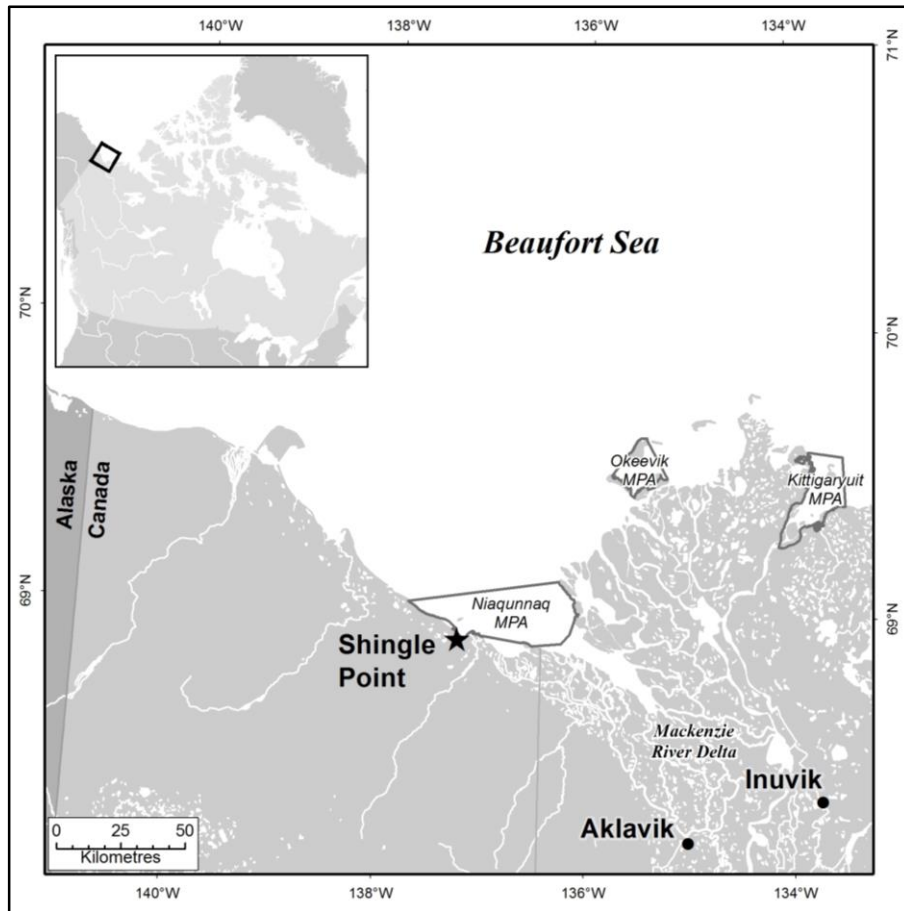 140°W 138°W 136°W 134°W
71°N
Beaufort Sea
70°N
70°N
Alaska
Canada
Okeevik
MPA
Kittigaryuit
MPA
69°N
69°N
Niaqunnaq
MPA
Shingle
Point
Mackenzie
River Delta
Inuvik
Aklavik
0 25 50
Kilometres
140°W 138°W 136°W 134°W